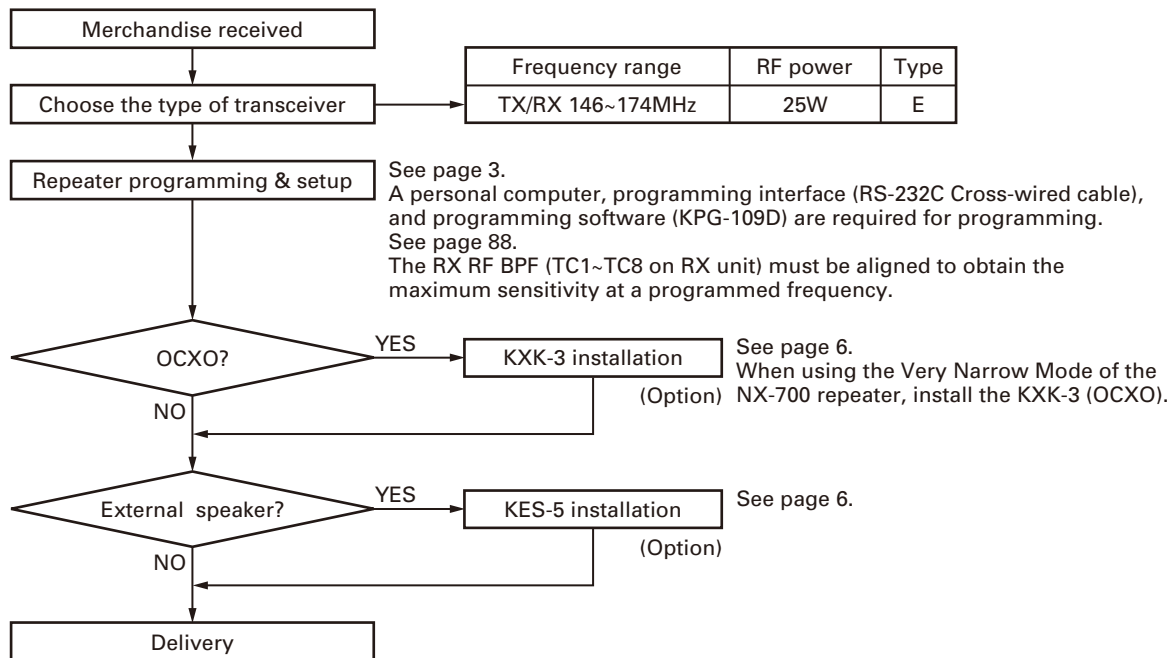 Merchandise received
Frequency range RF power Type
Choose the type of transceiver TX/RX 146~174MHz 25W E
Repeater programming & setup
See page 3.
A personal computer, programming interface (RS-232C Cross-wired cable),
and programming software (KPG-109D) are required for programming.
See page 88.
The RX RF BPF (TC1~TC8 on RX unit) must be aligned to obtain the
maximum sensitivity at a programmed frequency.
OCXO?
YES
KXK-3 installation
(Option)
See page 6.
When using the Very Narrow Mode of the
NX-700 repeater, install the KXK-3 (OCXO).
NO
External speaker?
YES
KES-5 installation
(Option)
See page 6.
NO
Delivery